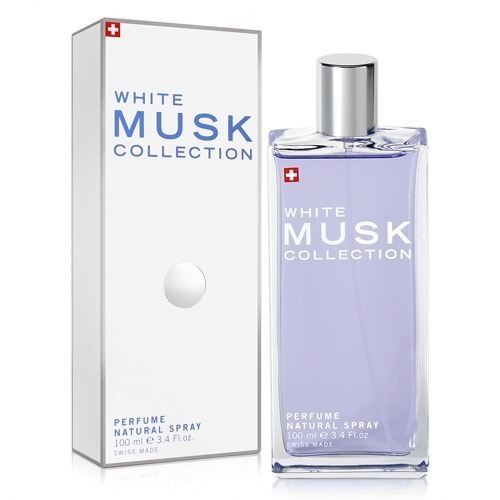 WHITE
MUSK
COLLECTION
PERFUME
NATURAL SPRAY
100 ml ℮ 3.4 Fl.oz.
SWISS MADE
WHITE
MUSK
COLLECTION
PERFUME
NATURAL SPRAY
100 ml ℮ 3.4 Fl.oz.
SWISS MADE